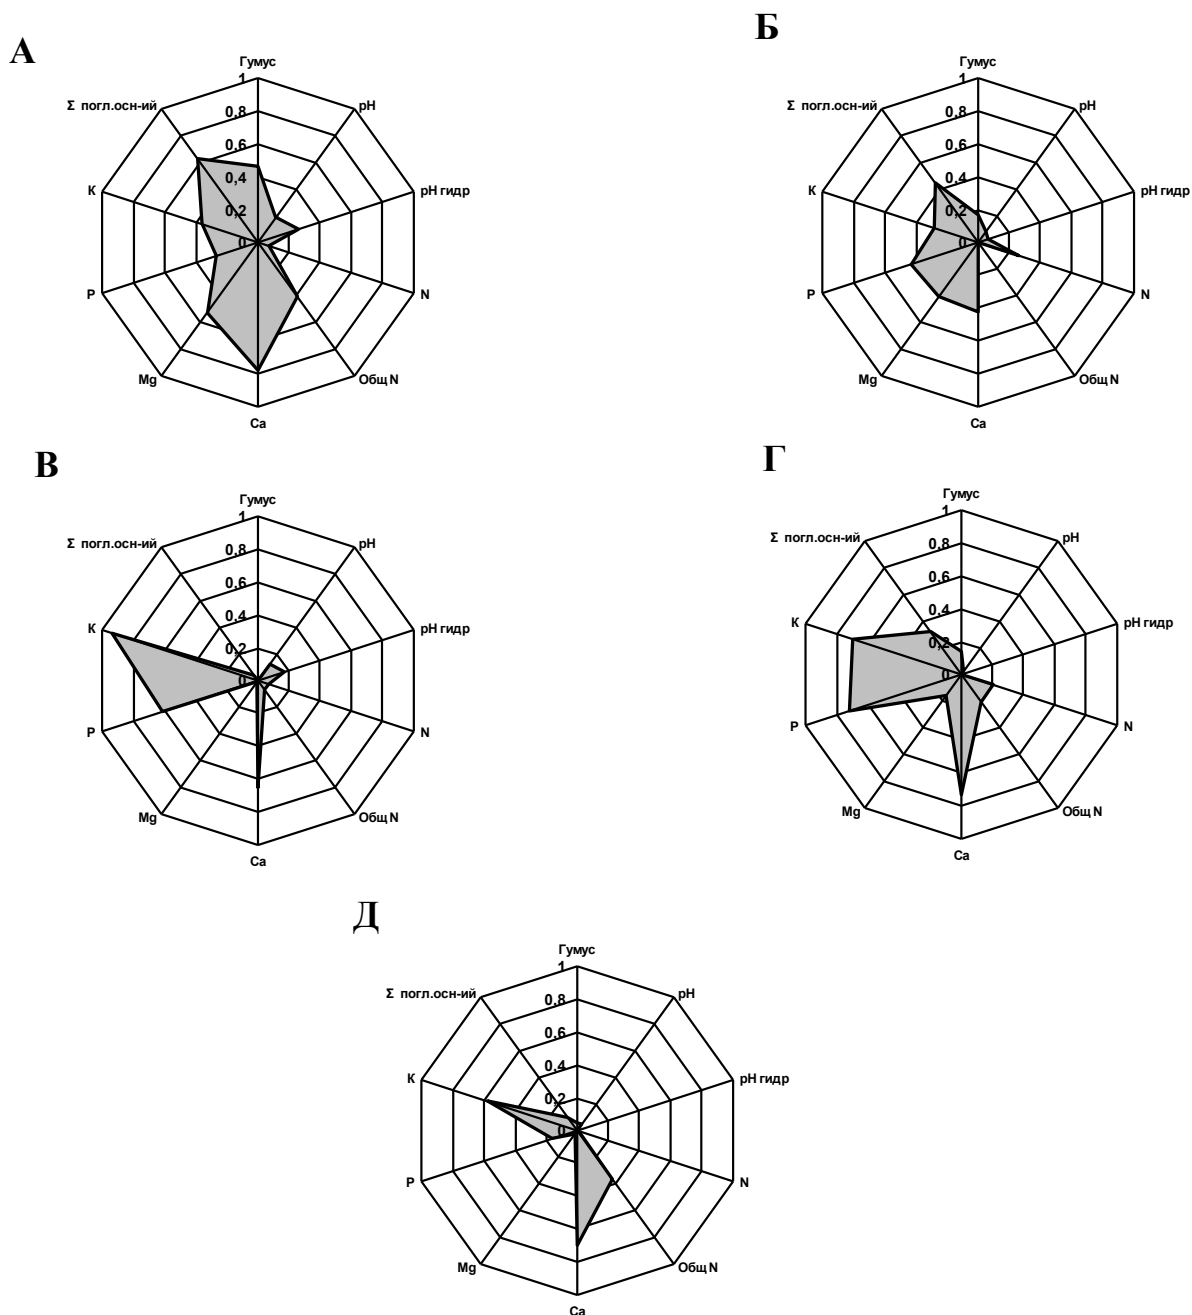 А
Гумус
1
pH
Σ погл.осн-ий
0,8
0,6
К
0,4
pH гидр
0,2
0
P
N
Mg
Общ N
Ca
Б
Гумус
1
pH
Σ погл.осн-ий
0,8
0,6
К
0,4
pH гидр
0,2
0
P
N
Mg
Общ N
Ca
В
Гумус
1
pH
Σ погл.осн-ий
0,8
0,6
К
0,4
pH гидр
0,2
0
P
N
Mg
Общ N
Ca
Г
Гумус
1
pH
Σ погл.осн-ий
0,8
0,6
К
0,4
pH гидр
0,2
0
P
N
Mg
Общ N
Ca
Д
Гумус
1
pH
Σ погл.осн-ий
0,8
0,6
К
0,4
pH гидр
0,2
0
P
N
Mg
Общ N
Ca